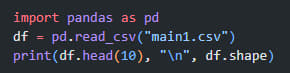 import pandas as pd
df = pd.read_csv("main1.csv")
print(df.head(10), "\n", df.shape)